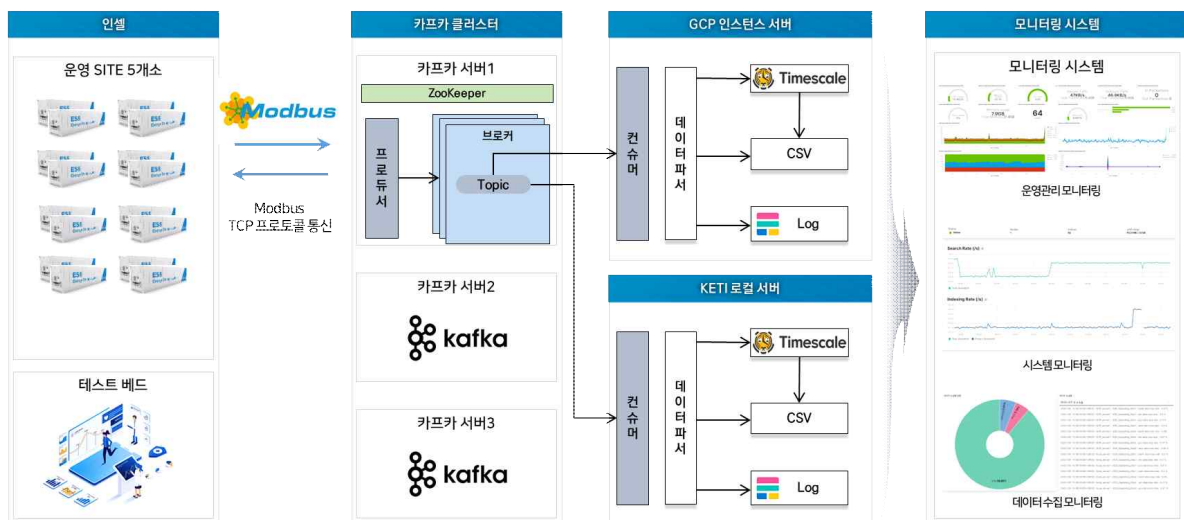 인셀
운영 SITE 5개소
테스트 베드
Modbus
Modbus
TCP 프로토콜 통신
카프카 클러스터
카프카 서버1
ZooKeeper
프로듀서
브로커
Topic
카프카 서버2
kafka
카프카 서버3
kafka
GCP 인스턴스 서버
컨슈머
데이터파서
Timescale
CSV
Log
KETI 로컬 서버
컨슈머
데이터파서
Timescale
CSV
Log
모니터링 시스템
모니터링 시스템
64
운영관리 모니터링
Search Rate (/s)
Indexing Rate (/s)
시스템 모니터링
데이터 수집 모니터링